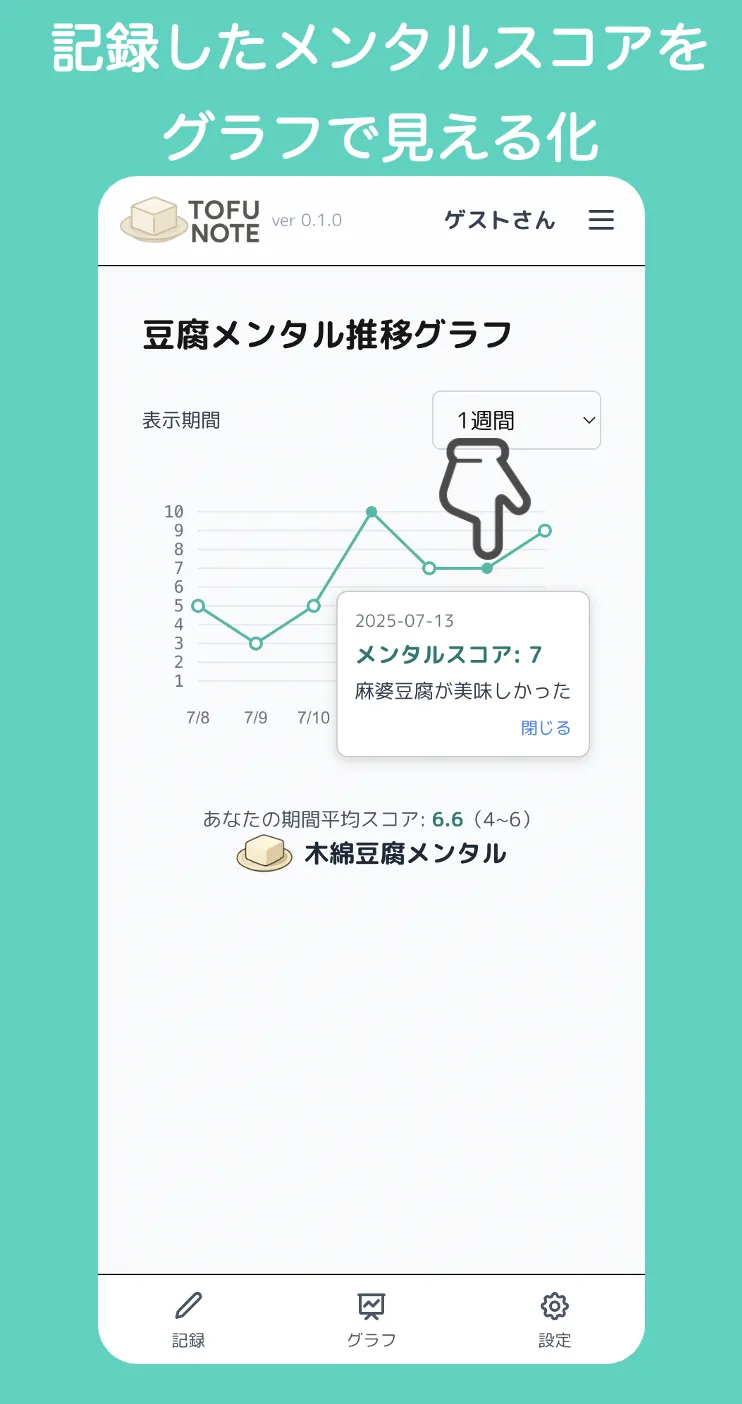 記録したメンタルスコアを
グラフで見える化
TOFU
NOTE
ver 0.1.0
ゲストさん
豆腐メンタル推移グラフ
表示期間
1週間
10
9
8
7
6
5
4
3
2
1
7/8
7/9
7/10
2025-07-13
メンタルスコア: 7
麻婆豆腐が美味しかった
閉じる
あなたの期間平均スコア: 6.6（4~6）
木綿豆腐メンタル
記録
グラフ
設定